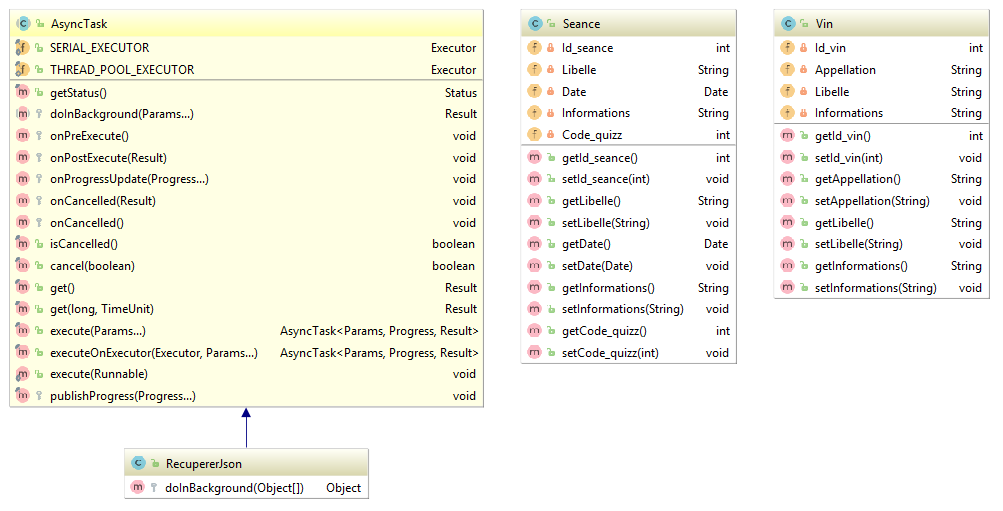 AsyncTask
SERIAL_EXECUTOR Executor
THREAD_POOL_EXECUTOR Executor
getStatus() Status
doInBackground(Params...) Result
onPreExecute() void
onPostExecute(Result) void
onProgressUpdate(Progress...) void
onCancelled(Result) void
onCancelled() void
isCancelled() boolean
cancel(boolean) boolean
get() Result
get(long, TimeUnit) Result
execute(Params...) AsyncTask<Params, Progress, Result>
executeOnExecutor(Executor, Params...) AsyncTask<Params, Progress, Result>
execute(Runnable) void
publishProgress(Progress...) void
RecupererJson
doInBackground(Object[]) Object
Seance
Id_seance int
Libelle String
Date Date
Informations String
Code_quizz int
getId_seance() int
setId_seance(int) void
getLibelle() String
setLibelle(String) void
getDate() Date
setDate(Date) void
getInformations() String
setInformations(String) void
getCode_quizz() int
setCode_quizz(int) void
Vin
Id_vin int
Appellation String
Libelle String
Informations String
getId_vin() int
setId_vin(int) void
getAppellation() String
setAppellation(String) void
getLibelle() String
setLibelle(String) void
getInformations() String
setInformations(String) void